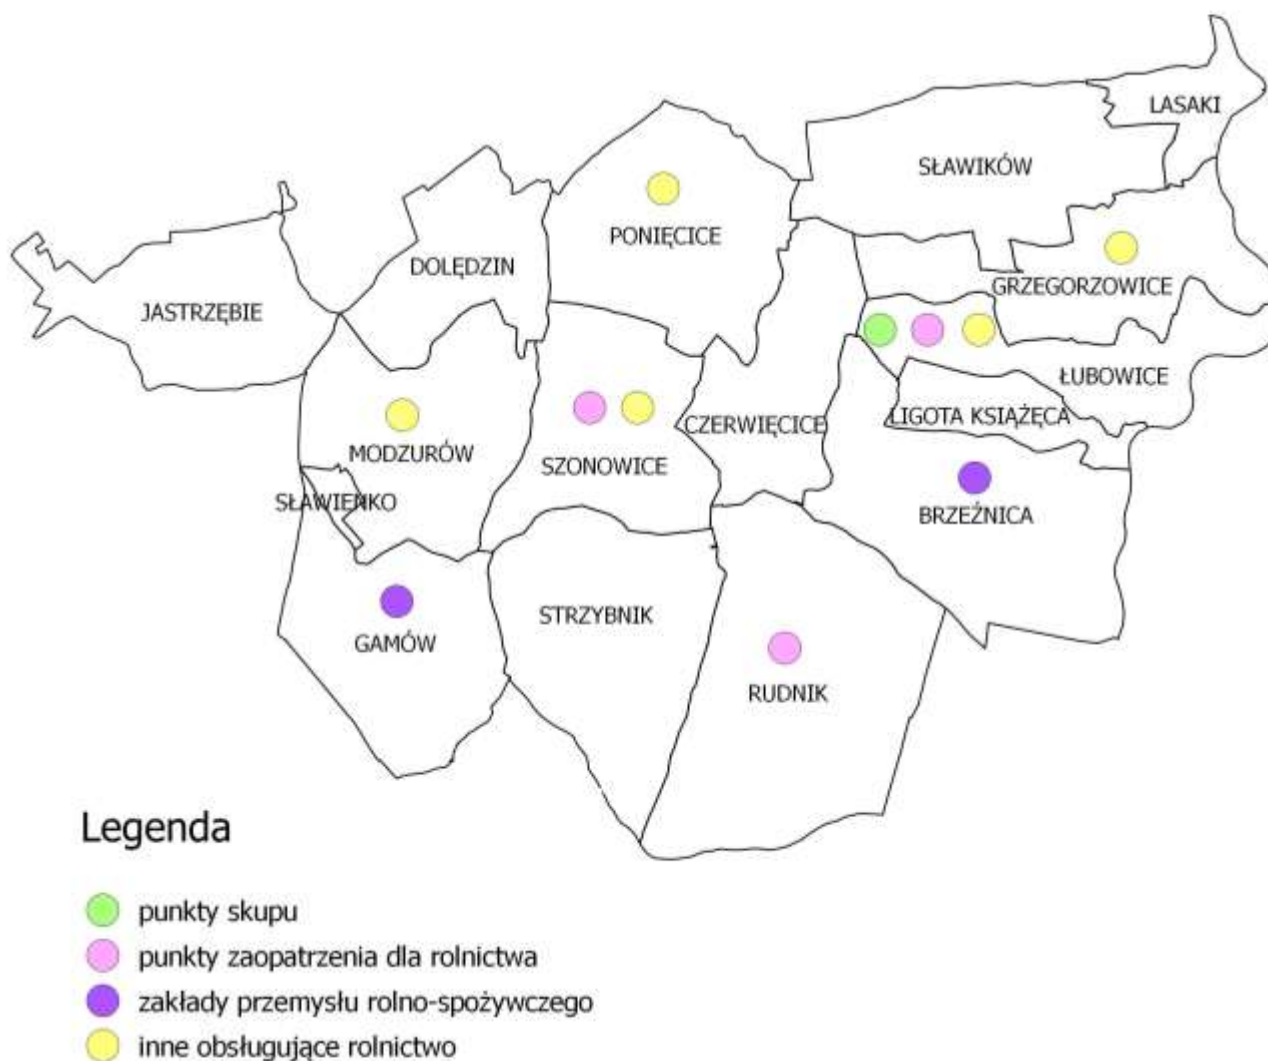 LASAKI
SŁAWIKÓW
PONIĘCICE
DOLĘDZIN
GRZEGORZOWICE
JASTRZĘBIE
ŁUBOWICE
LIGOTA KSIĄŻĘCA
CZERWIĘCICE
MODZURÓW
SZONOWICE
SŁAWIENKO
BRZEŹNICA
STRZYBNIK
GAMÓW
RUDNIK
Legenda
punkty skupu
punkty zaopatrzenia dla rolnictwa
zakłady przemysłu rolno-spożywczego
inne obsługujące rolnictwo